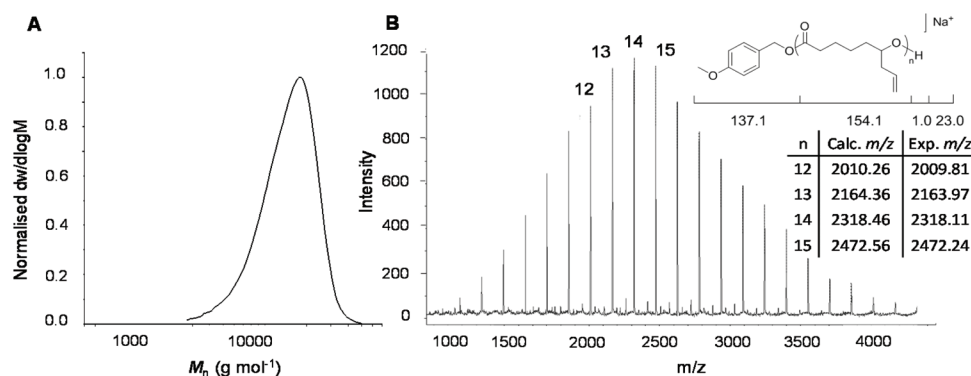 A
Normalised dw/dlogM
1.0
0.8
0.6
0.4
0.2
0.0
1000 10000
Mn (g mol-1)
B
Intensity
1200
1000
800
600
400
200
0
12
13
14
15
1000 1500 2000 2500 3000 3500 4000
m/z
O
O
O
O
n
H
Na+
137.1 154.1 1.0 23.0
n Calc. m/z Exp. m/z
12 2010.26 2009.81
13 2164.36 2163.97
14 2318.46 2318.11
15 2472.56 2472.24